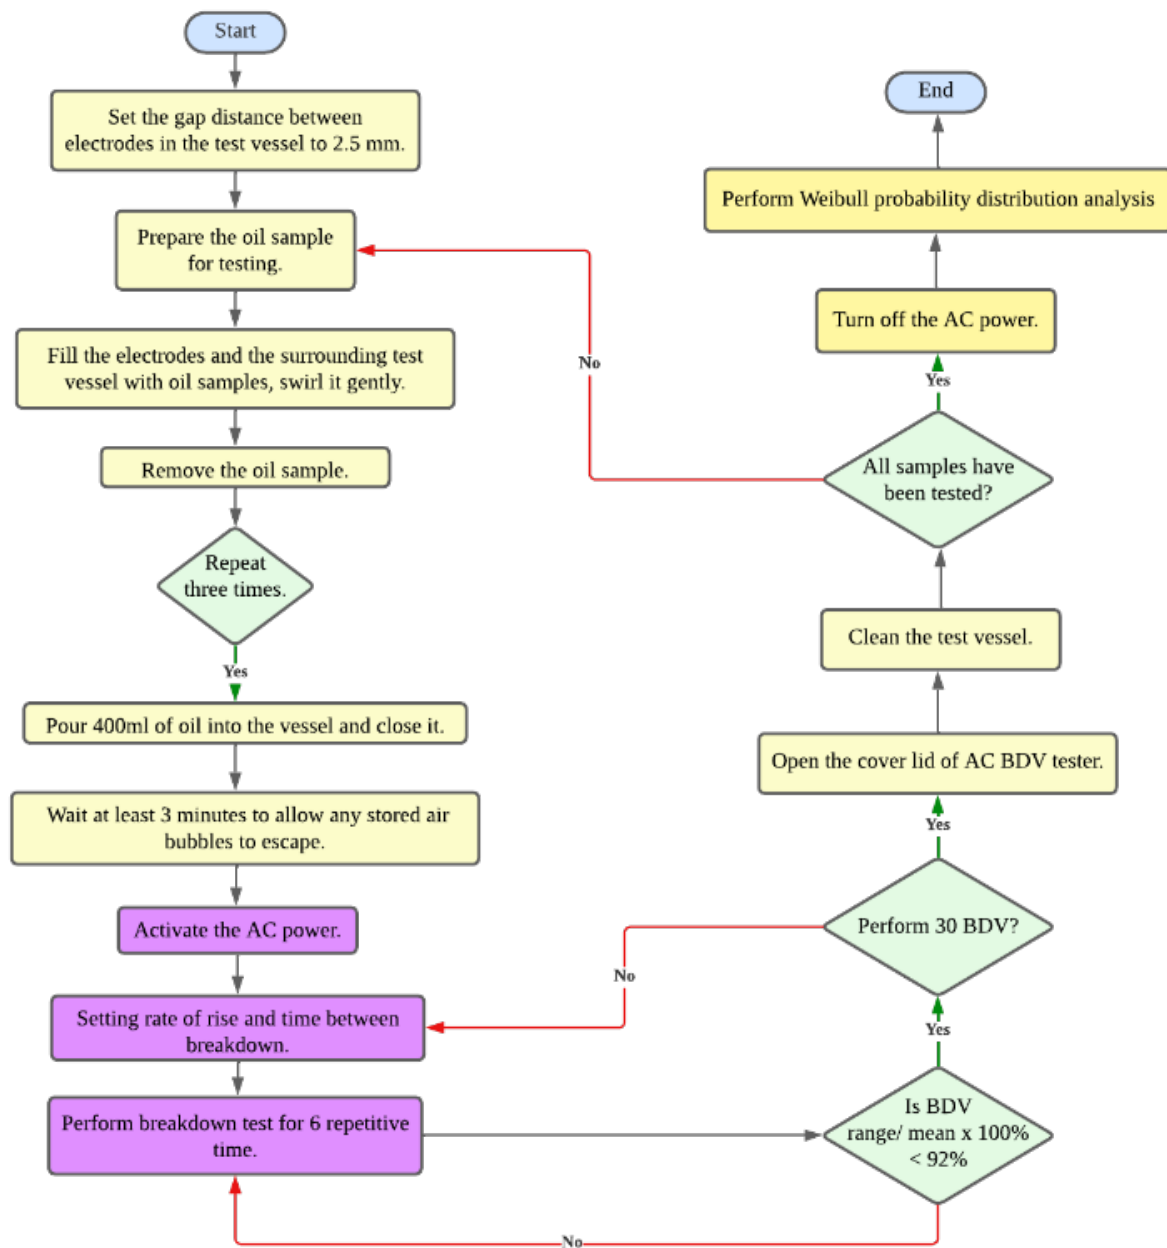 Start
Set the gap distance between
electrodes in the test vessel to 2.5 mm.
Prepare the oil sample
for testing.
Fill the electrodes and the surrounding test
vessel with oil samples, swirl it gently.
Remove the oil sample.
Repeat
three times.
Yes
Pour 400ml of oil into the vessel and close it.
Wait at least 3 minutes to allow any stored air
bubbles to escape.
Activate the AC power.
Setting rate of rise and time between
breakdown.
Perform breakdown test for 6 repetitive
time.
Is BDV
range/ mean x 100%
< 92%
No
Yes
Perform 30 BDV?
No
Yes
Open the cover lid of AC BDV tester.
Clean the test vessel.
All samples have
been tested?
No
Yes
Turn off the AC power.
Perform Weibull probability distribution analysis
End